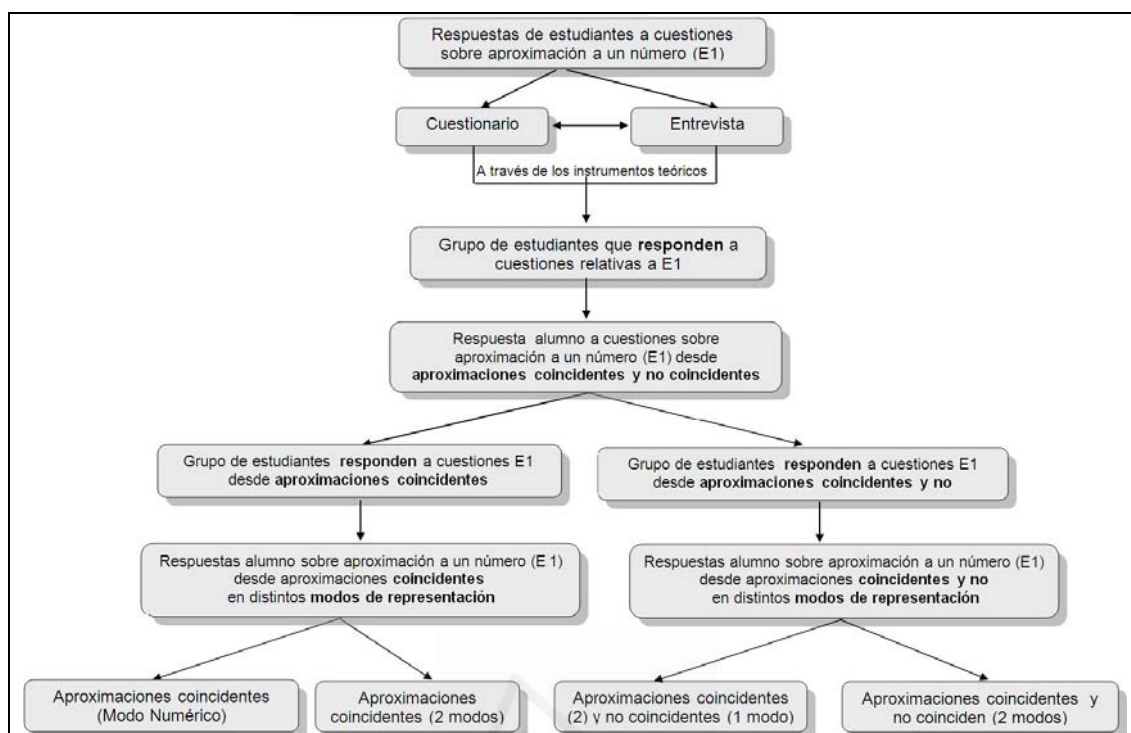 Respuestas de estudiantes a cuestiones
sobre aproximación a un número (E1)
Cuestionario
Entrevista
A través de los instrumentos teóricos
Grupo de estudiantes que responden a
cuestiones relativas a E1
Respuesta alumno a cuestiones sobre
aproximación a un número (E1) desde
aproximaciones coincidentes y no coincidentes
Grupo de estudiantes responden a cuestiones E1
desde aproximaciones coincidentes
Grupo de estudiantes responden a cuestiones E1
desde aproximaciones coincidentes y no
Respuestas alumno sobre aproximación a un número (E 1)
desde aproximaciones coincidentes
en distintos modos de representación
Respuestas alumno sobre aproximación a un número (E1)
desde aproximaciones coincidentes y no
en distintos modos de representación
Aproximaciones coincidentes
(Modo Numérico)
Aproximaciones
coincidentes (2 modos)
Aproximaciones coincidentes
(2) y no coincidentes (1 modo)
Aproximaciones coincidentes y
no coinciden (2 modos)